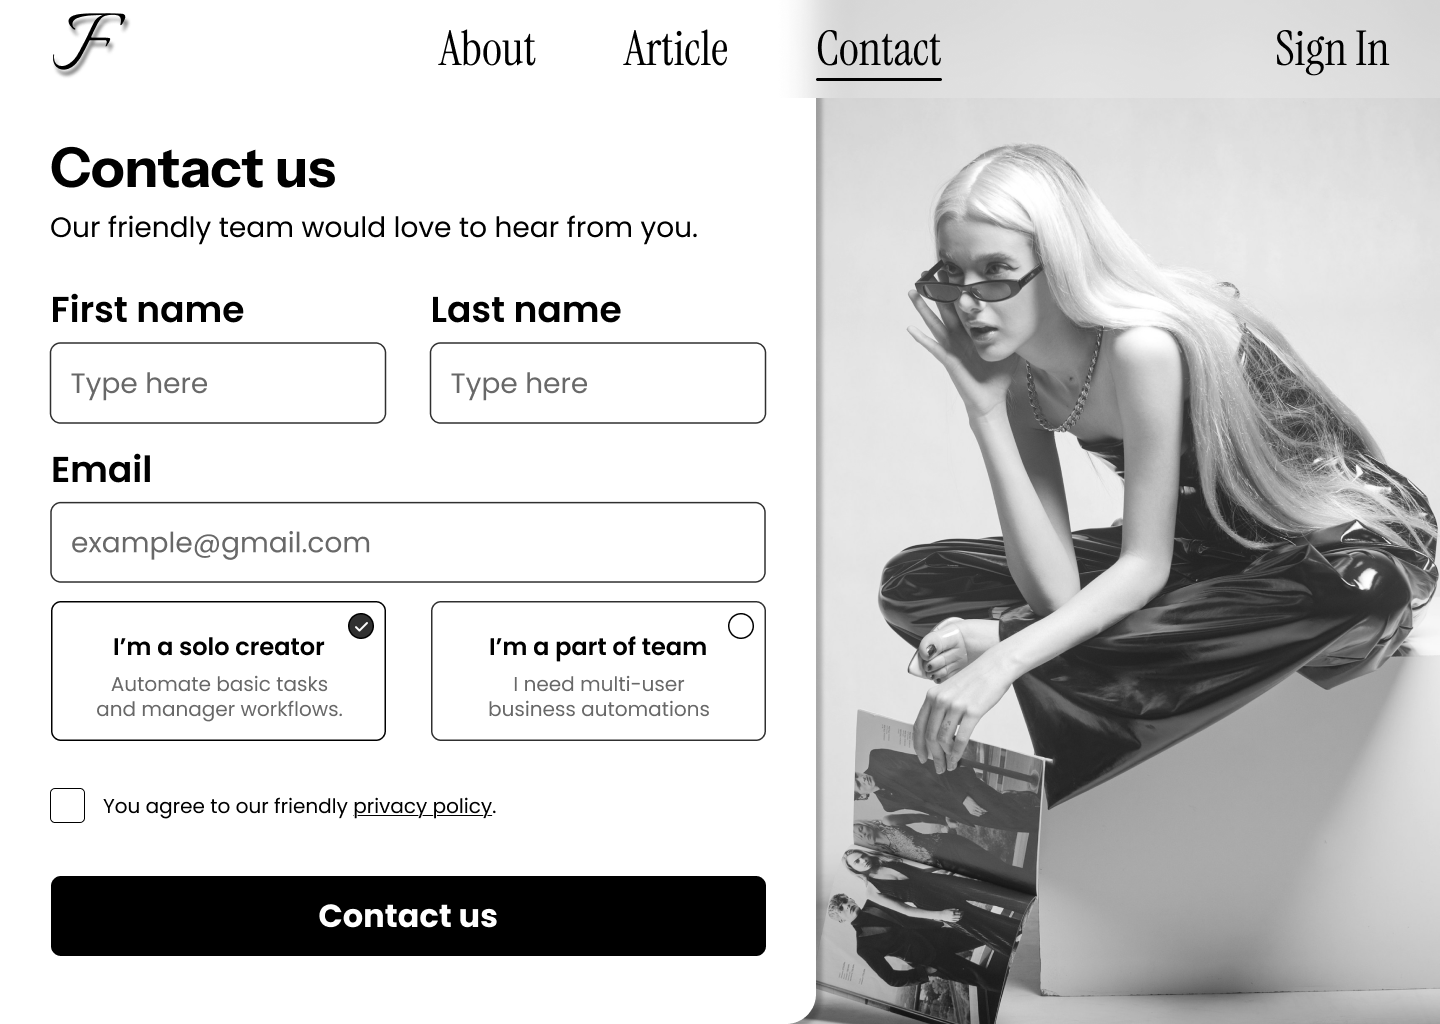 F
About
Article
Contact
Sign In
Contact us
Our friendly team would love to hear from you.
First name
Last name
Type here
Type here
Email
example@gmail.com
I’m a solo creator
Automate basic tasks
and manager workflows.
I’m a part of team
I need multi-user
business automations
You agree to our friendly privacy policy.
Contact us